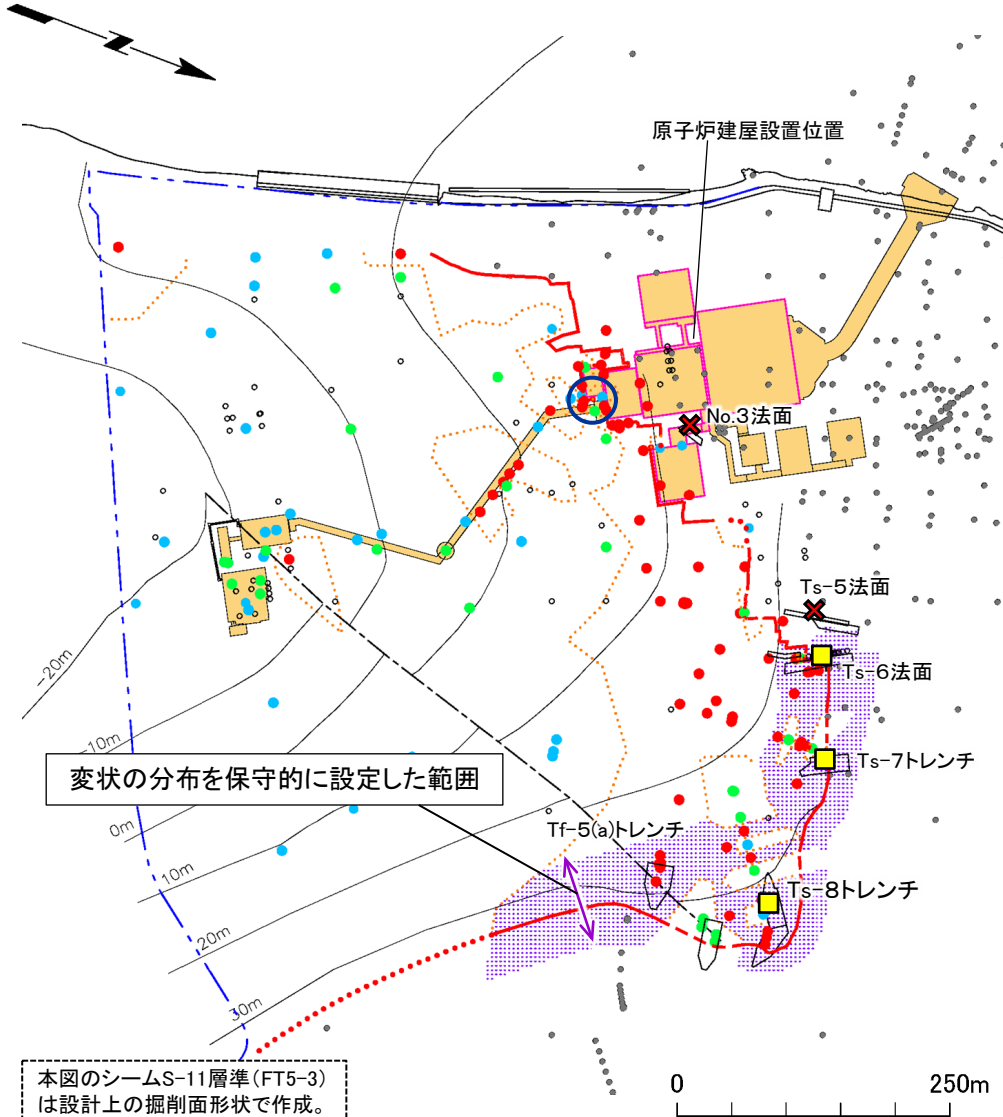 原子炉建屋設置位置
No.3法面
Ts-5法面
Ts-6法面
-20m
-10m
変状の分布を保守的に設定した範囲
Ts-7トレンチ
0m
Tf-5(a)トレンチ
10m
Ts-8トレンチ
20m
30m
本図のシームS-11層準(FT5-3)
は設計上の掘削面形状で作成。
0 250m